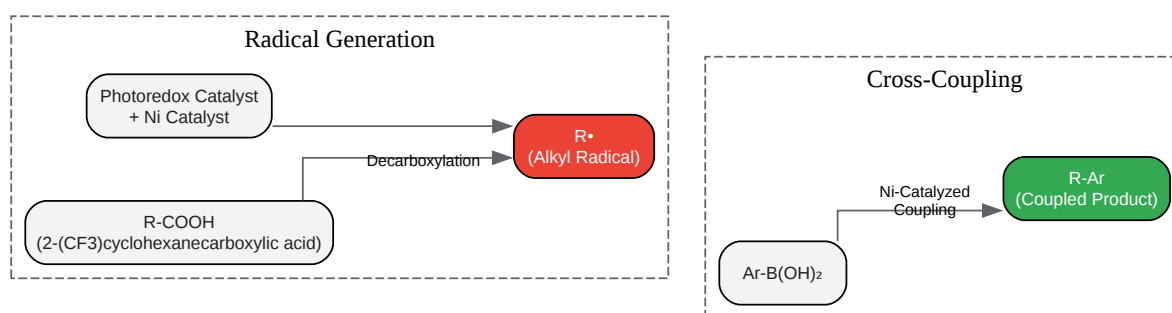 Radical Generation
Photoredox Catalyst
+ Ni Catalyst
R•
(Alkyl Radical)
Decarboxylation
R-COOH
(2-(CF3)cyclohexanecarboxylic acid)
Cross-Coupling
R-Ar
(Coupled Product)
Ni-Catalyzed
Coupling
Ar-B(OH)₂